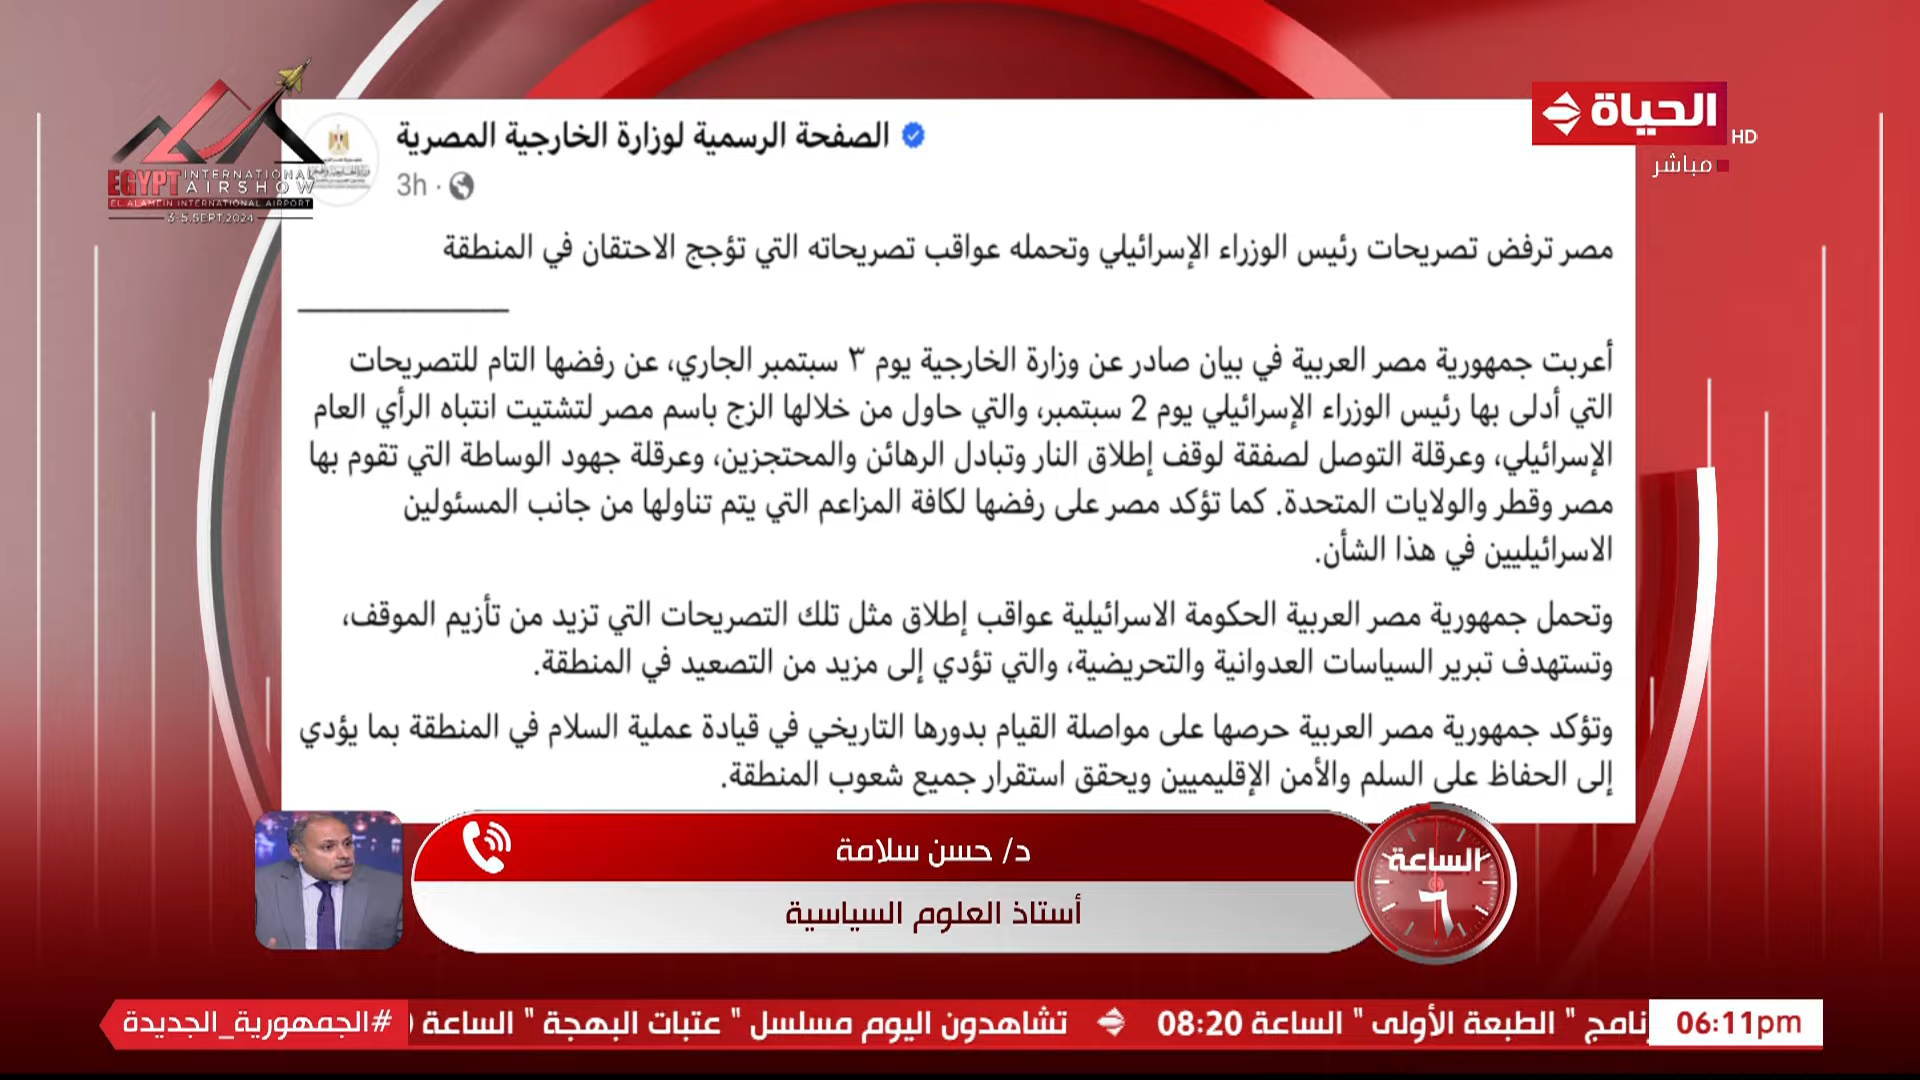 EGYPT INTERNATIONAL
AIRSHOW
EL ALAMEIN INTERNATIONAL AIRPORT
3-5.SEPT.2024
الحياة
HD
مباشر
الصفحة الرسمية لوزارة الخارجية المصرية
3h ·
مصر ترفض تصريحات رئيس الوزراء الإسرائيلي وتحمله عواقب تصريحاته التي تؤجج الاحتقان في المنطقة
أعربت جمهورية مصر العربية في بيان صادر عن وزارة الخارجية يوم ٣ سبتمبر الجاري، عن رفضها التام للتصريحات
التي أدلى بها رئيس الوزراء الإسرائيلي يوم 2 سبتمبر، والتي حاول من خلالها الزج باسم مصر لتشتيت انتباه الرأي العام
الإسرائيلي، وعرقلة التوصل لصفقة لوقف إطلاق النار وتبادل الرهائن والمحتجزين، وعرقلة جهود الوساطة التي تقوم بها
مصر وقطر والولايات المتحدة. كما تؤكد مصر على رفضها لكافة المزاعم التي يتم تناولها من جانب المسئولين
الاسرائيليين في هذا الشأن.
وتحمل جمهورية مصر العربية الحكومة الاسرائيلية عواقب إطلاق مثل تلك التصريحات التي تزيد من تأزيم الموقف،
وتستهدف تبرير السياسات العدوانية والتحريضية، والتي تؤدي إلى مزيد من التصعيد في المنطقة.
وتؤكد جمهورية مصر العربية حرصها على مواصلة القيام بدورها التاريخي في قيادة عملية السلام في المنطقة بما يؤدي
إلى الحفاظ على السلم والأمن الإقليميين ويحقق استقرار جميع شعوب المنطقة.
د/ حسن سلامة
أستاذ العلوم السياسية
الساعة
٦
06:11pm
نامج " الطبعة الأولى " الساعة 08:20
تشاهدون اليوم مسلسل " عتبات البهجة " الساعة
#الجمهورية_الجديدة